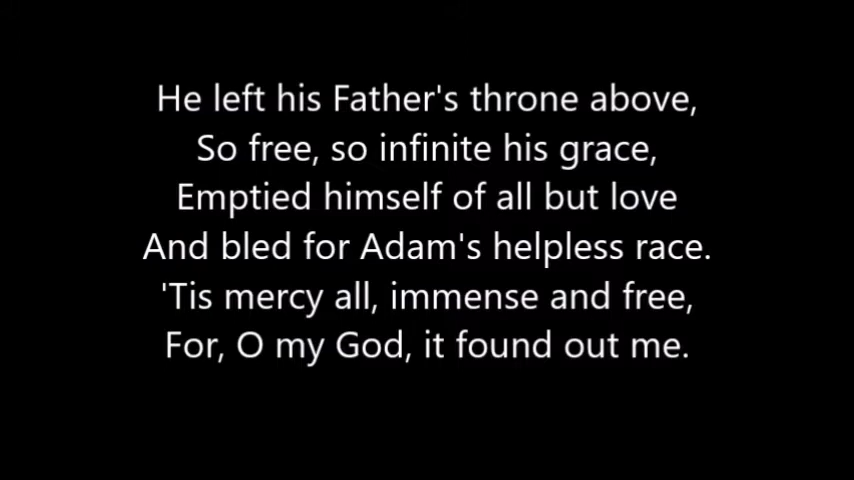 He left his Father's throne above,
So free, so infinite his grace,
Emptied himself of all but love
And bled for Adam's helpless race.
'Tis mercy all, immense and free,
For, O my God, it found out me.